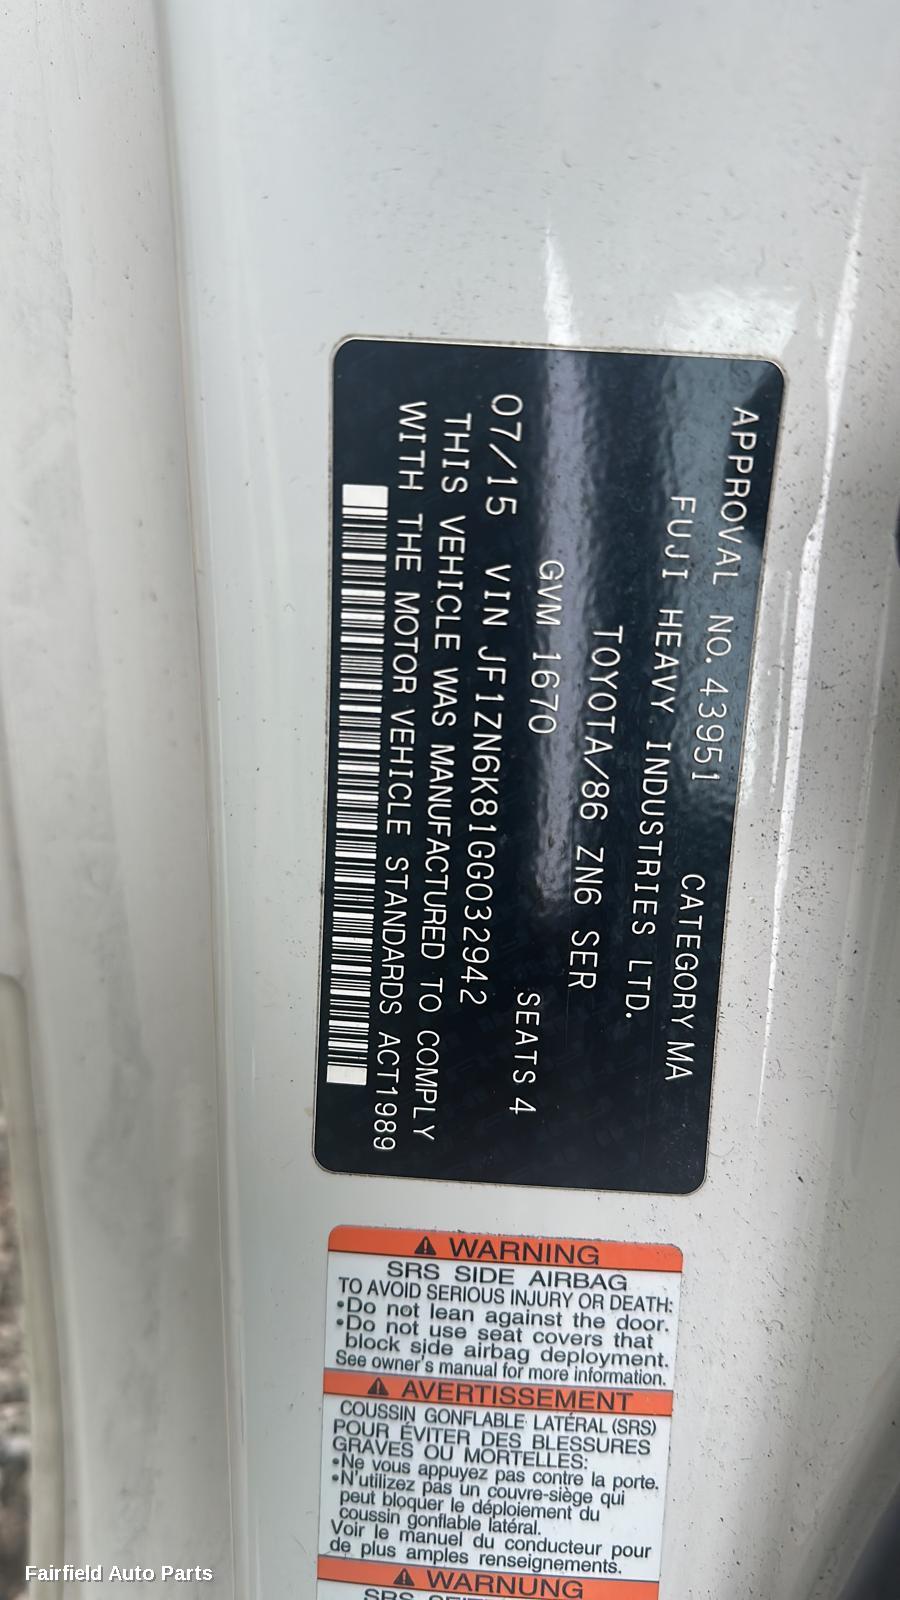 APPROVAL NO. 43951 CATEGORY MA
FUJI HEAVY INDUSTRIES LTD.
TOYOTA/86 ZN6 SER
GVM 1670 SEATS 4
07/15 VIN JF1ZN6K81GG032942
THIS VEHICLE WAS MANUFACTURED TO COMPLY
WITH THE MOTOR VEHICLE STANDARDS ACT1989
WARNING
SRS SIDE AIRBAG
TO AVOID SERIOUS INJURY OR DEATH:
•Do not lean against the door.
•Do not use seat covers that
block side airbag deployment.
See owner's manual for more information.
AVERTISSEMENT
COUSSIN GONFLABLE LATÉRAL (SRS)
POUR ÉVITER DES BLESSURES
GRAVES OU MORTELLES:
•Ne vous appuyez pas contre la porte.
•N'utilizez pas un couvre-siège qui
peut bloquer le déploiement du
coussin gonflable latéral.
Voir le manuel du conducteur pour
de plus amples renseignements.
WARNUNG
Fairfield Auto Parts